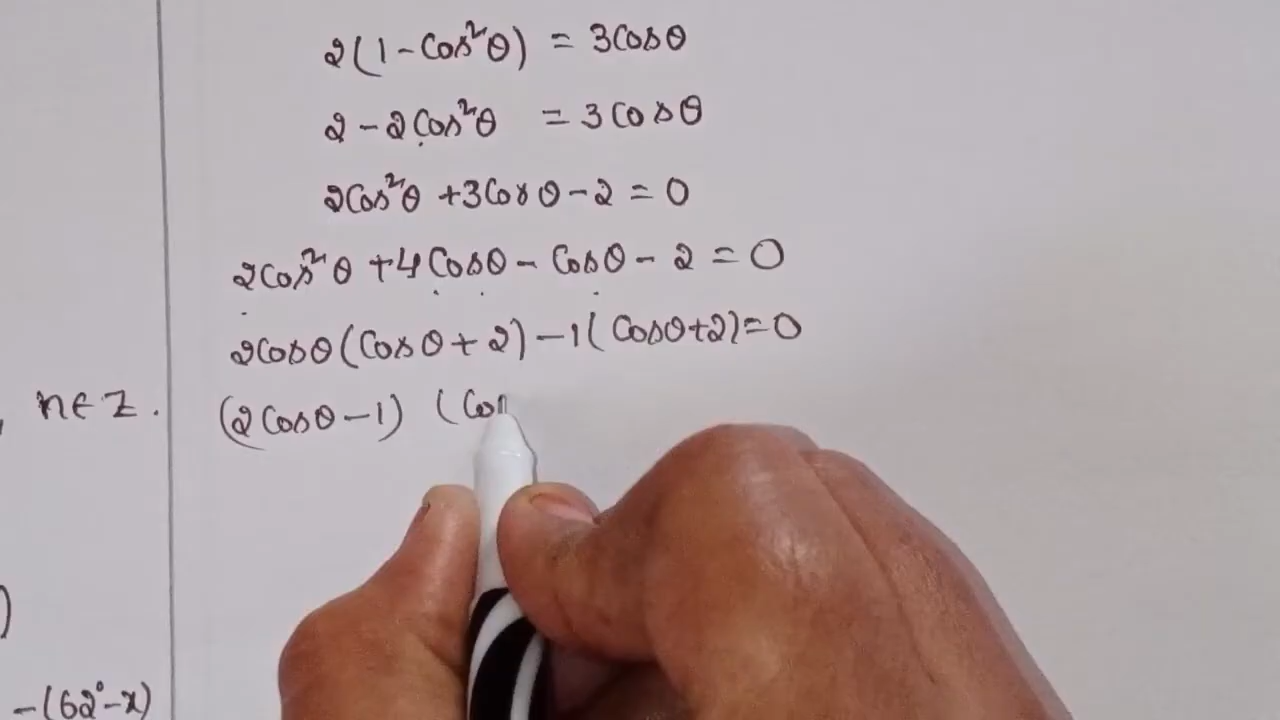 2(1-Cos²θ) = 3Cosθ
2-2Cos²θ = 3Cosθ
2Cos²θ +3Cosθ-2=0
2Cos²θ +4Cosθ-Cosθ-2=0
2Cosθ(Cosθ+2)-1(Cosθ+2)=0
, n∈Z.
(2Cosθ-1) (Cos
)
-(62°-x)